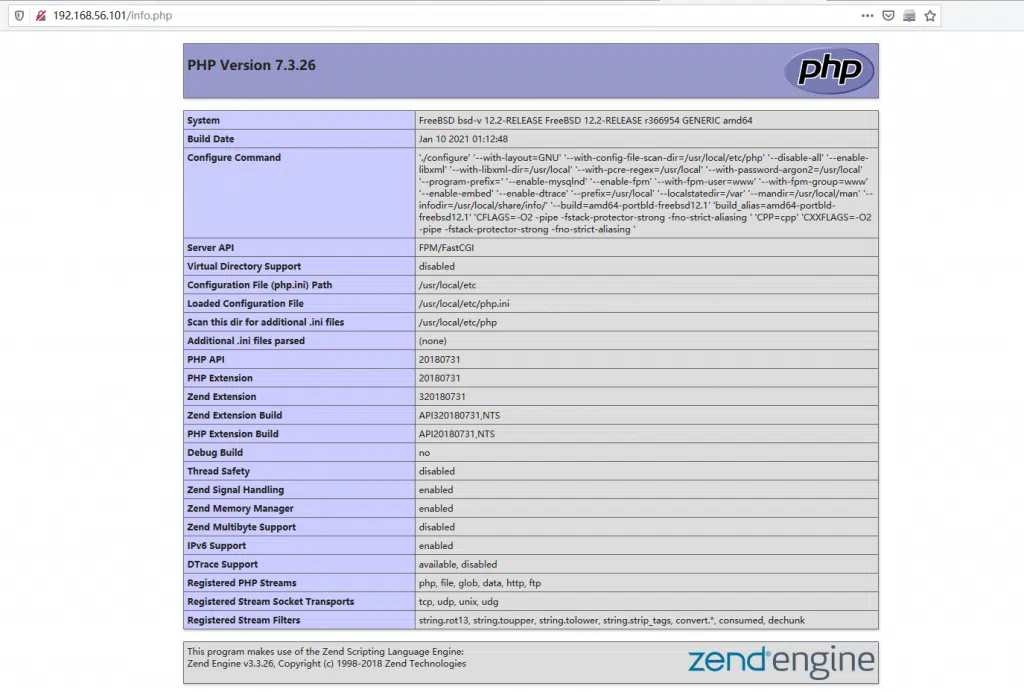 192.168.56.101/info.php
PHP Version 7.3.26
php
System FreeBSD bsd-v 12.2-RELEASE FreeBSD 12.2-RELEASE r366954 GENERIC amd64
Build Date Jan 10 2021 01:12:48
Configure Command './configure' '--with-layout=GNU' '--with-config-file-scan-dir=/usr/local/etc/php' '--disable-all' '--enable-
libxml' '--with-libxml-dir=/usr/local' '--with-pcre-regex=/usr/local' '--with-password-argon2=/usr/local'
'--program-prefix=' '--enable-mysqlnd' '--enable-fpm' '--with-fpm-user=www' '--with-fpm-group=www'
'--enable-embed' '--enable-dtrace' '--prefix=/usr/local' '--localstatedir=/var' '--mandir=/usr/local/man' '--
infodir=/usr/local/share/info/' '--build=amd64-portbld-freebsd12.1' 'build_alias=amd64-portbld-
freebsd12.1' 'CFLAGS=-O2 -pipe -fstack-protector-strong -fno-strict-aliasing ' 'CPP=cpp' 'CXXFLAGS=-O2
-pipe -fstack-protector-strong -fno-strict-aliasing '
Server API FPM/FastCGI
Virtual Directory Support disabled
Configuration File (php.ini) Path /usr/local/etc
Loaded Configuration File /usr/local/etc/php.ini
Scan this dir for additional .ini files /usr/local/etc/php
Additional .ini files parsed (none)
PHP API 20180731
PHP Extension 20180731
Zend Extension 320180731
Zend Extension Build API320180731,NTS
PHP Extension Build API20180731,NTS
Debug Build no
Thread Safety disabled
Zend Signal Handling enabled
Zend Memory Manager enabled
Zend Multibyte Support disabled
IPv6 Support enabled
DTrace Support available, disabled
Registered PHP Streams php, file, glob, data, http, ftp
Registered Stream Socket Transports tcp, udp, unix, udg
Registered Stream Filters string.rot13, string.toupper, string.tolower, string.strip_tags, convert.*, consumed, dechunk
This program makes use of the Zend Scripting Language Engine:
Zend Engine v3.3.26, Copyright (c) 1998-2018 Zend Technologies
zend engine